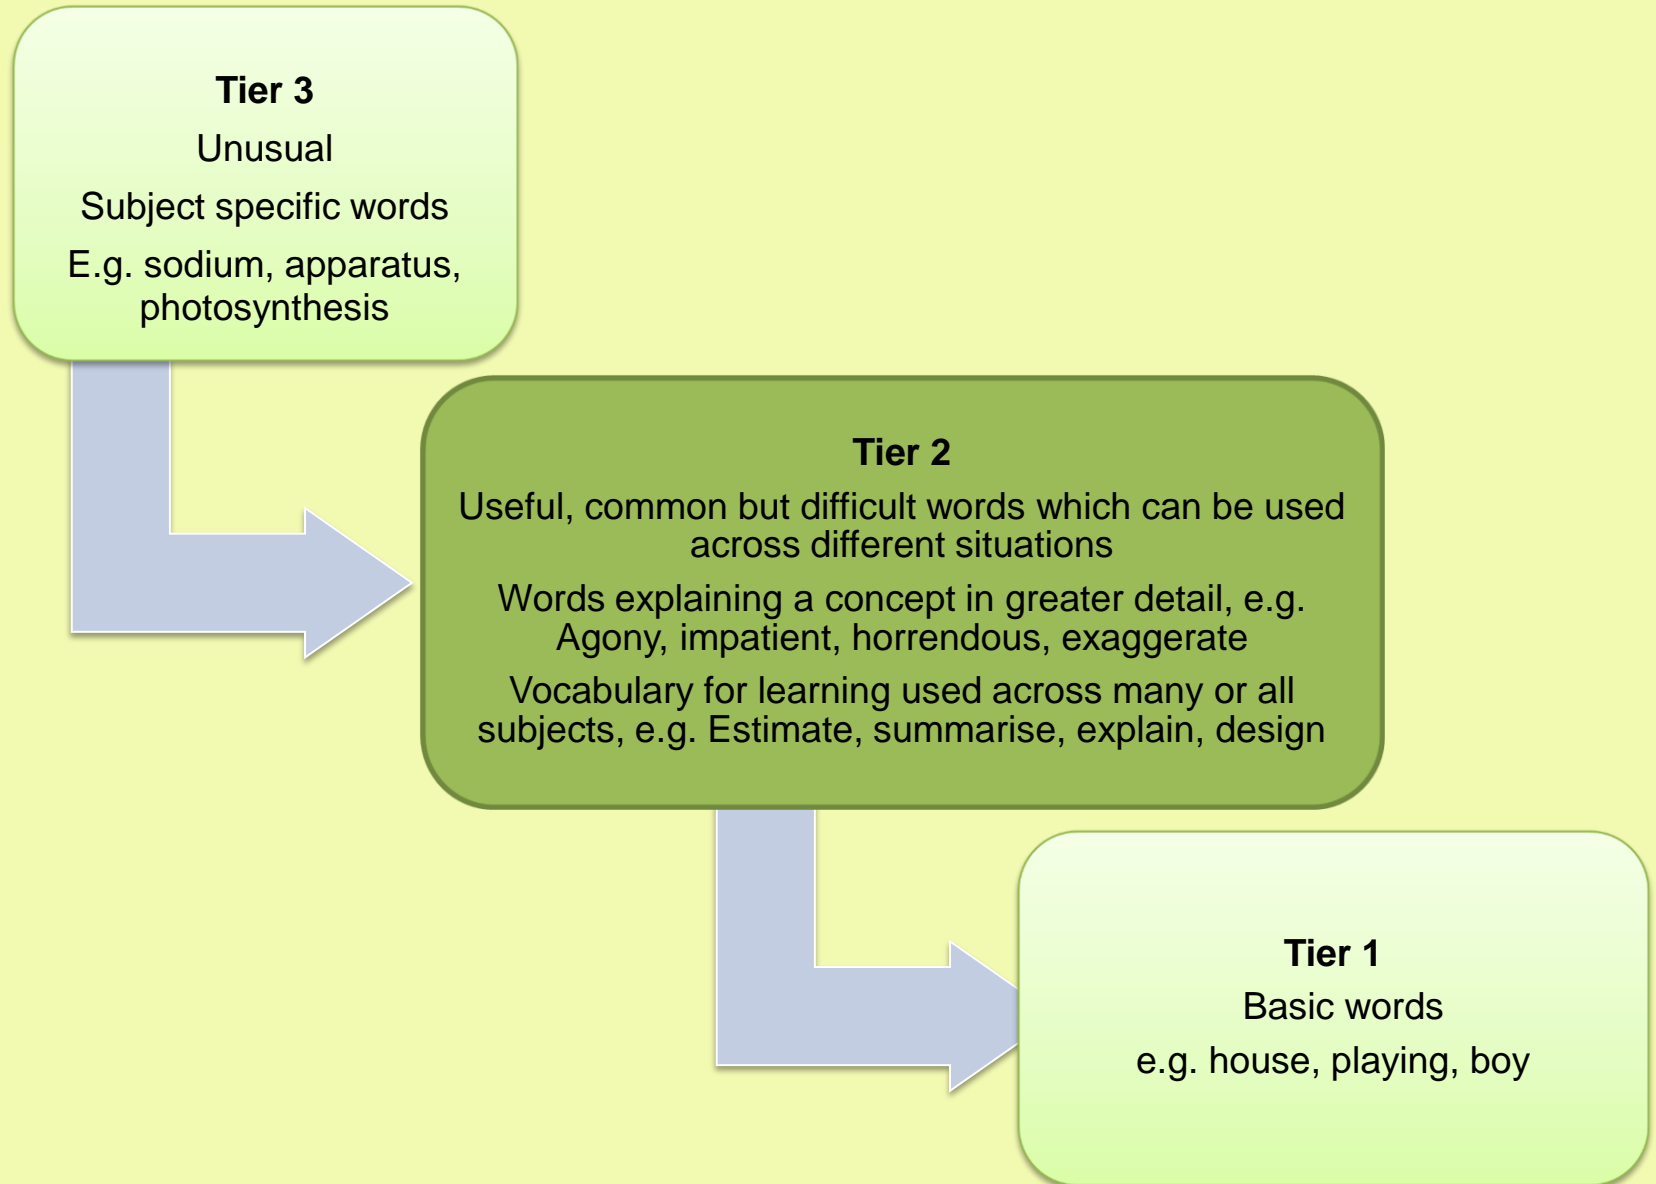 Tier 3
Unusual
Subject specific words
E.g. sodium, apparatus,
photosynthesis
Tier 2
Useful, common but difficult words which can be used
across different situations
Words explaining a concept in greater detail, e.g.
Agony, impatient, horrendous, exaggerate
Vocabulary for learning used across many or all
subjects, e.g. Estimate, summarise, explain, design
Tier 1
Basic words
e.g. house, playing, boy